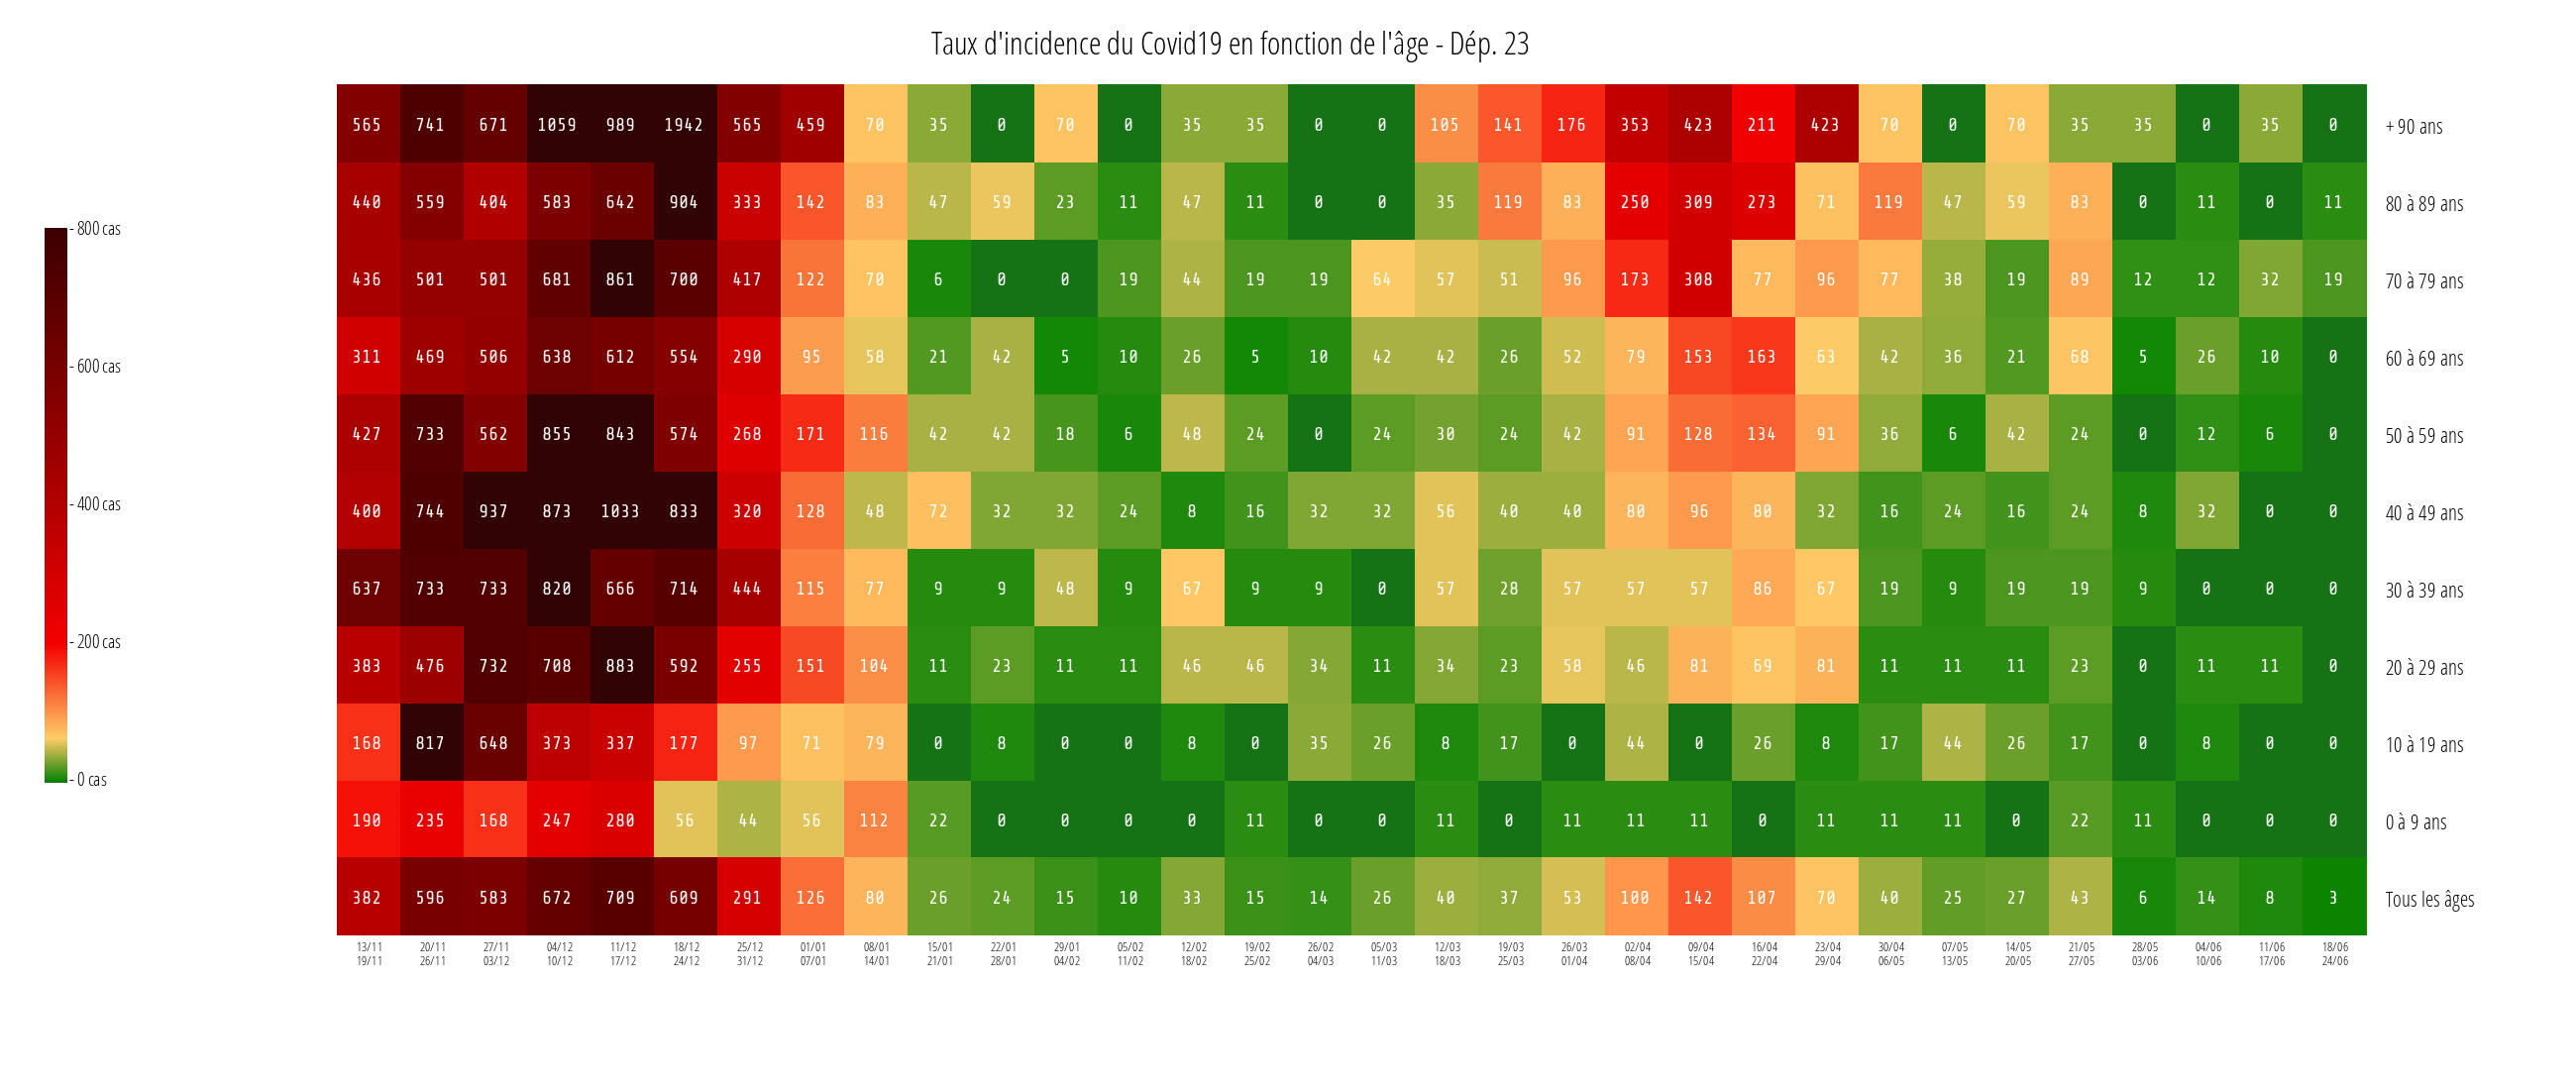 Taux d'incidence du Covid19 en fonction de l'âge - Dép. 23
- 800 cas
- 600 cas
- 400 cas
- 200 cas
- 0 cas
565 741 671 1059 989 1942 565 459 70 35 0 70 0 35 35 0 0 105 141 176 353 423 211 423 70 0 70 35 35 0 35 0 + 90 ans
440 559 404 583 642 904 333 142 83 47 59 23 11 47 11 0 0 35 119 83 250 309 273 71 119 47 59 83 0 11 0 11 80 à 89 ans
436 501 501 681 861 700 417 122 70 6 0 0 19 44 19 19 64 57 51 96 173 308 77 96 77 38 19 89 12 12 32 19 70 à 79 ans
311 469 506 638 612 554 290 95 58 21 42 5 10 26 5 10 42 42 26 52 79 153 163 63 42 36 21 68 5 26 10 0 60 à 69 ans
427 733 562 855 843 574 268 171 116 42 42 18 6 48 24 0 24 30 24 42 91 128 134 91 36 6 42 24 0 12 6 0 50 à 59 ans
400 744 937 873 1033 833 320 128 48 72 32 32 24 8 16 32 32 56 40 40 80 96 80 32 16 24 16 24 8 32 0 0 40 à 49 ans
637 733 733 820 666 714 444 115 77 9 9 48 9 67 9 9 0 57 28 57 57 57 86 67 19 9 19 19 9 0 0 0 30 à 39 ans
383 476 732 708 883 592 255 151 104 11 23 11 11 46 46 34 11 34 23 58 46 81 69 81 11 11 11 23 0 11 11 0 20 à 29 ans
168 817 648 373 337 177 97 71 79 0 8 0 0 8 0 35 26 8 17 0 44 0 26 8 17 44 26 17 0 8 0 0 10 à 19 ans
190 235 168 247 280 56 44 56 112 22 0 0 0 0 11 0 0 11 0 11 11 11 0 11 11 11 0 22 11 0 0 0 0 à 9 ans
382 596 583 672 709 609 291 126 80 26 24 15 10 33 15 14 26 40 37 53 100 142 107 70 40 25 27 43 6 14 8 3 Tous les âges
13/11 20/11 27/11 04/12 11/12 18/12 25/12 01/01 08/01 15/01 22/01 29/01 05/02 12/02 19/02 26/02 05/03 12/03 19/03 26/03 02/04 09/04 16/04 23/04 30/04 07/05 14/05 21/05 28/05 04/06 11/06 18/06
19/11 26/11 03/12 10/12 17/12 24/12 31/12 07/01 14/01 21/01 28/01 04/02 11/02 18/02 25/02 04/03 11/03 18/03 25/03 01/04 08/04 15/04 22/04 29/04 06/05 13/05 20/05 27/05 03/06 10/06 17/06 24/06